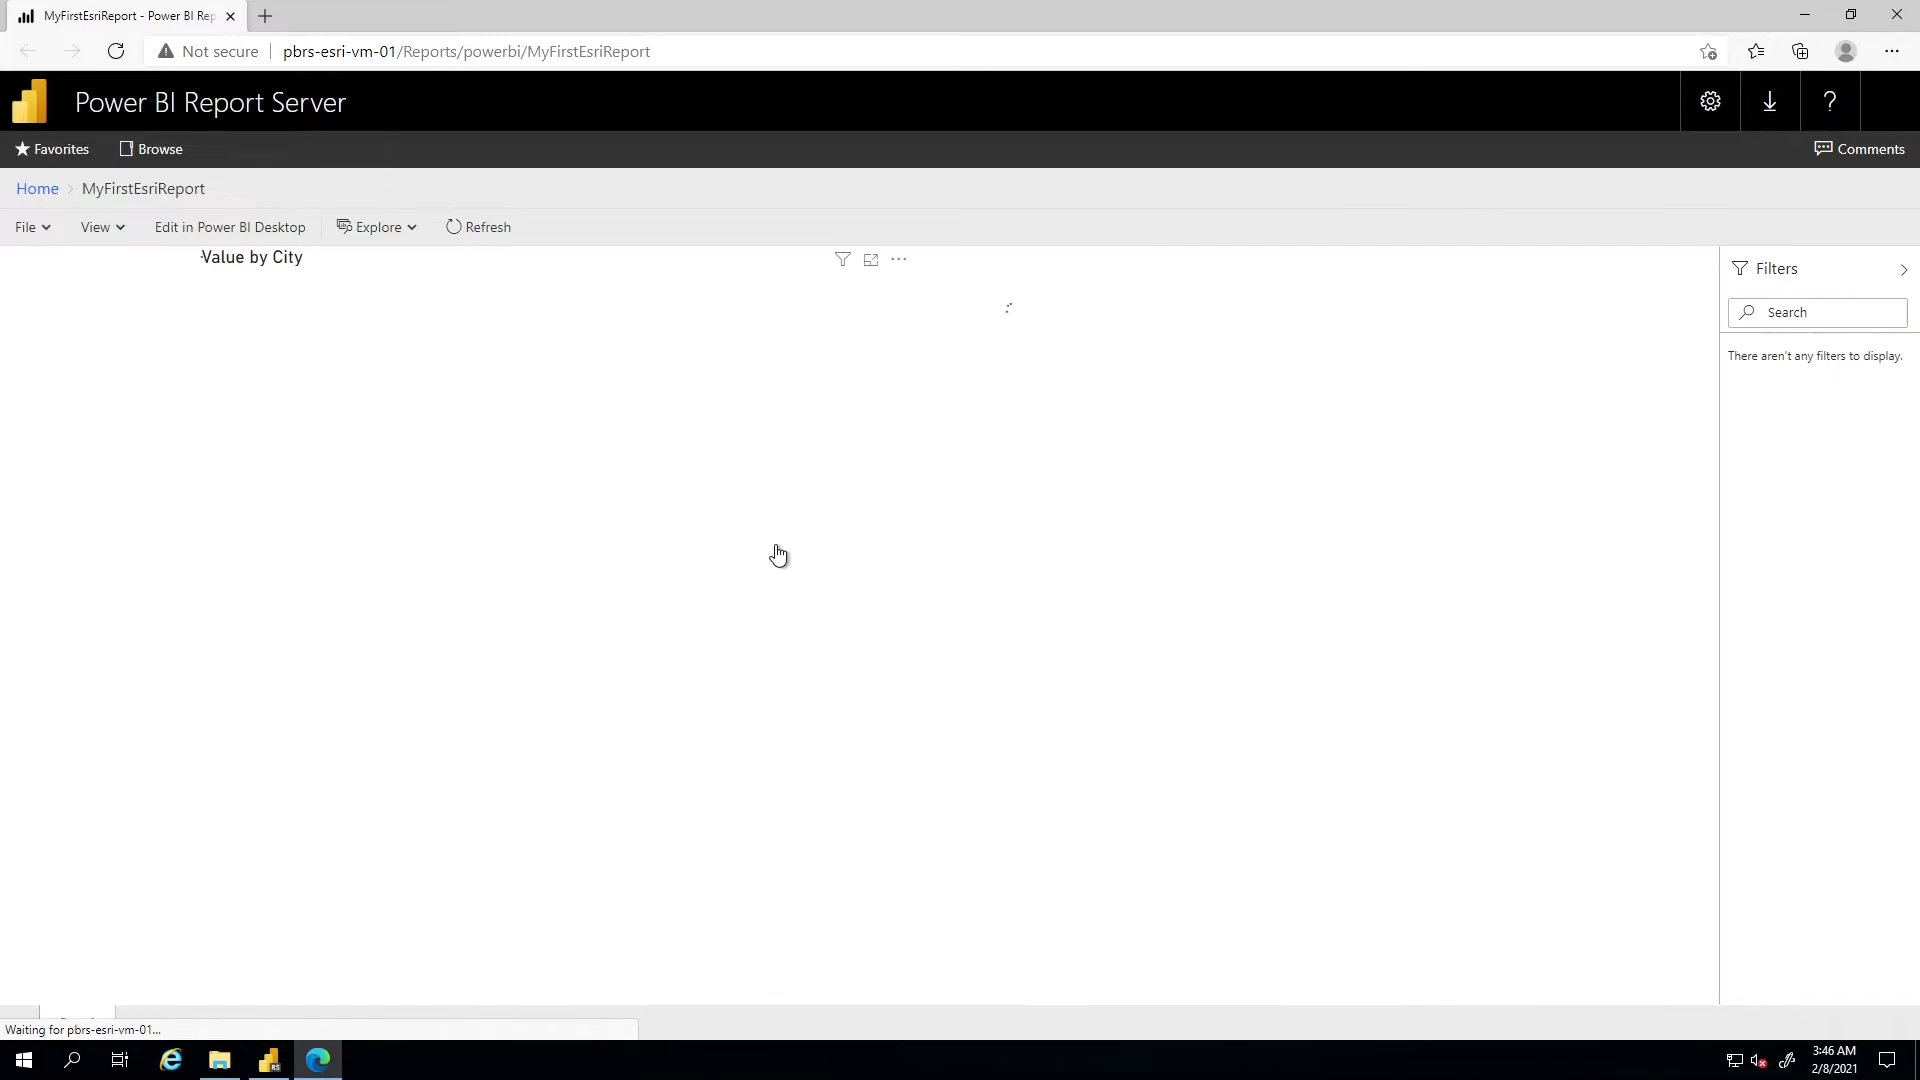 MyFirstEsriReport - Power BI Rep
Not secure
pbrs-esri-vm-01/Reports/powerbi/MyFirstEsriReport
Power BI Report Server
?
Favorites
Browse
Comments
Home > MyFirstEsriReport
File
View
Edit in Power BI Desktop
Explore
Refresh
Value by City
Filters
Search
There aren't any filters to display.
Waiting for pbrs-esri-vm-01...
RS
3:46 AM
2/8/2021